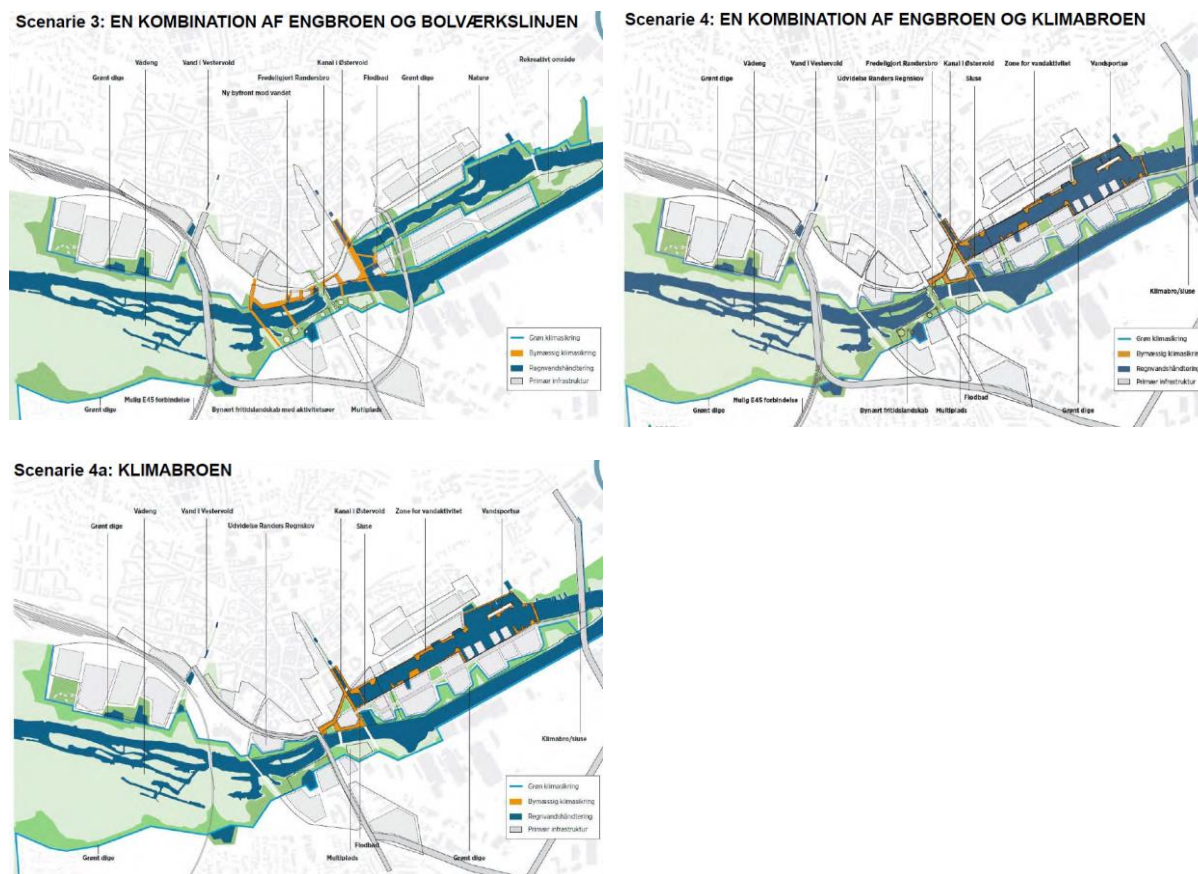 Scenarie 3: EN KOMBINATION AF ENGBROEN OG BOLVÆRKSLINJEN
Rekreativt område
Vådeng Vand i Vestervold Kanal i Østervold
Grønt dige Fredeliggjort Randersbro Flodbad Grønt dige Naturø
Ny byfront mod vandet
Grøn klimasikring
Bymæssig klimasikring
Regnvandshåndtering
Primær infrastruktur
Mulig E45 forbindelse
Grønt dige Bynært fritidslandskab med aktivitetsøer Multiplads
Scenarie 4: EN KOMBINATION AF ENGBROEN OG KLIMABROEN
Vådeng Vand i Vestervold Fredeliggjort Randersbro Kanal i Østervold Zone for vandaktivitet Vandsportsø
Grønt dige Udvidelse Randers Regnskov Sluse
Klimabro/sluse
Grøn klimasikring
Bymæssig klimasikring
Regnvandshåndtering
Primær infrastruktur
Mulig E45 forbindelse Flodbad
Grønt dige Bynært fritidslandskab Multiplads Grønt dige
Scenarie 4a: KLIMABROEN
Vådeng Vand i Vestervold Kanal i Østervold Zone for vandaktivitet Vandsportsø
Grønt dige Udvidelse Randers Regnskov Sluse
Klimabro/sluse
Grøn klimasikring
Bymæssig klimasikring
Regnvandshåndtering
Primær infrastruktur
Flodbad
Grønt dige Multiplads Grønt dige